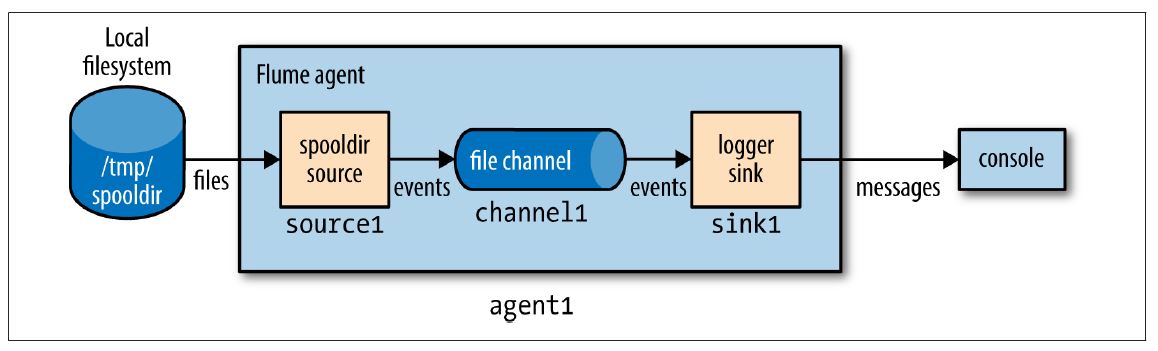 Local
filesystem
/tmp/
spooldir
files
Flume agent
spooldir
source
source1
events
file channel
channel1
events
logger
sink
sink1
messages
console
agent1